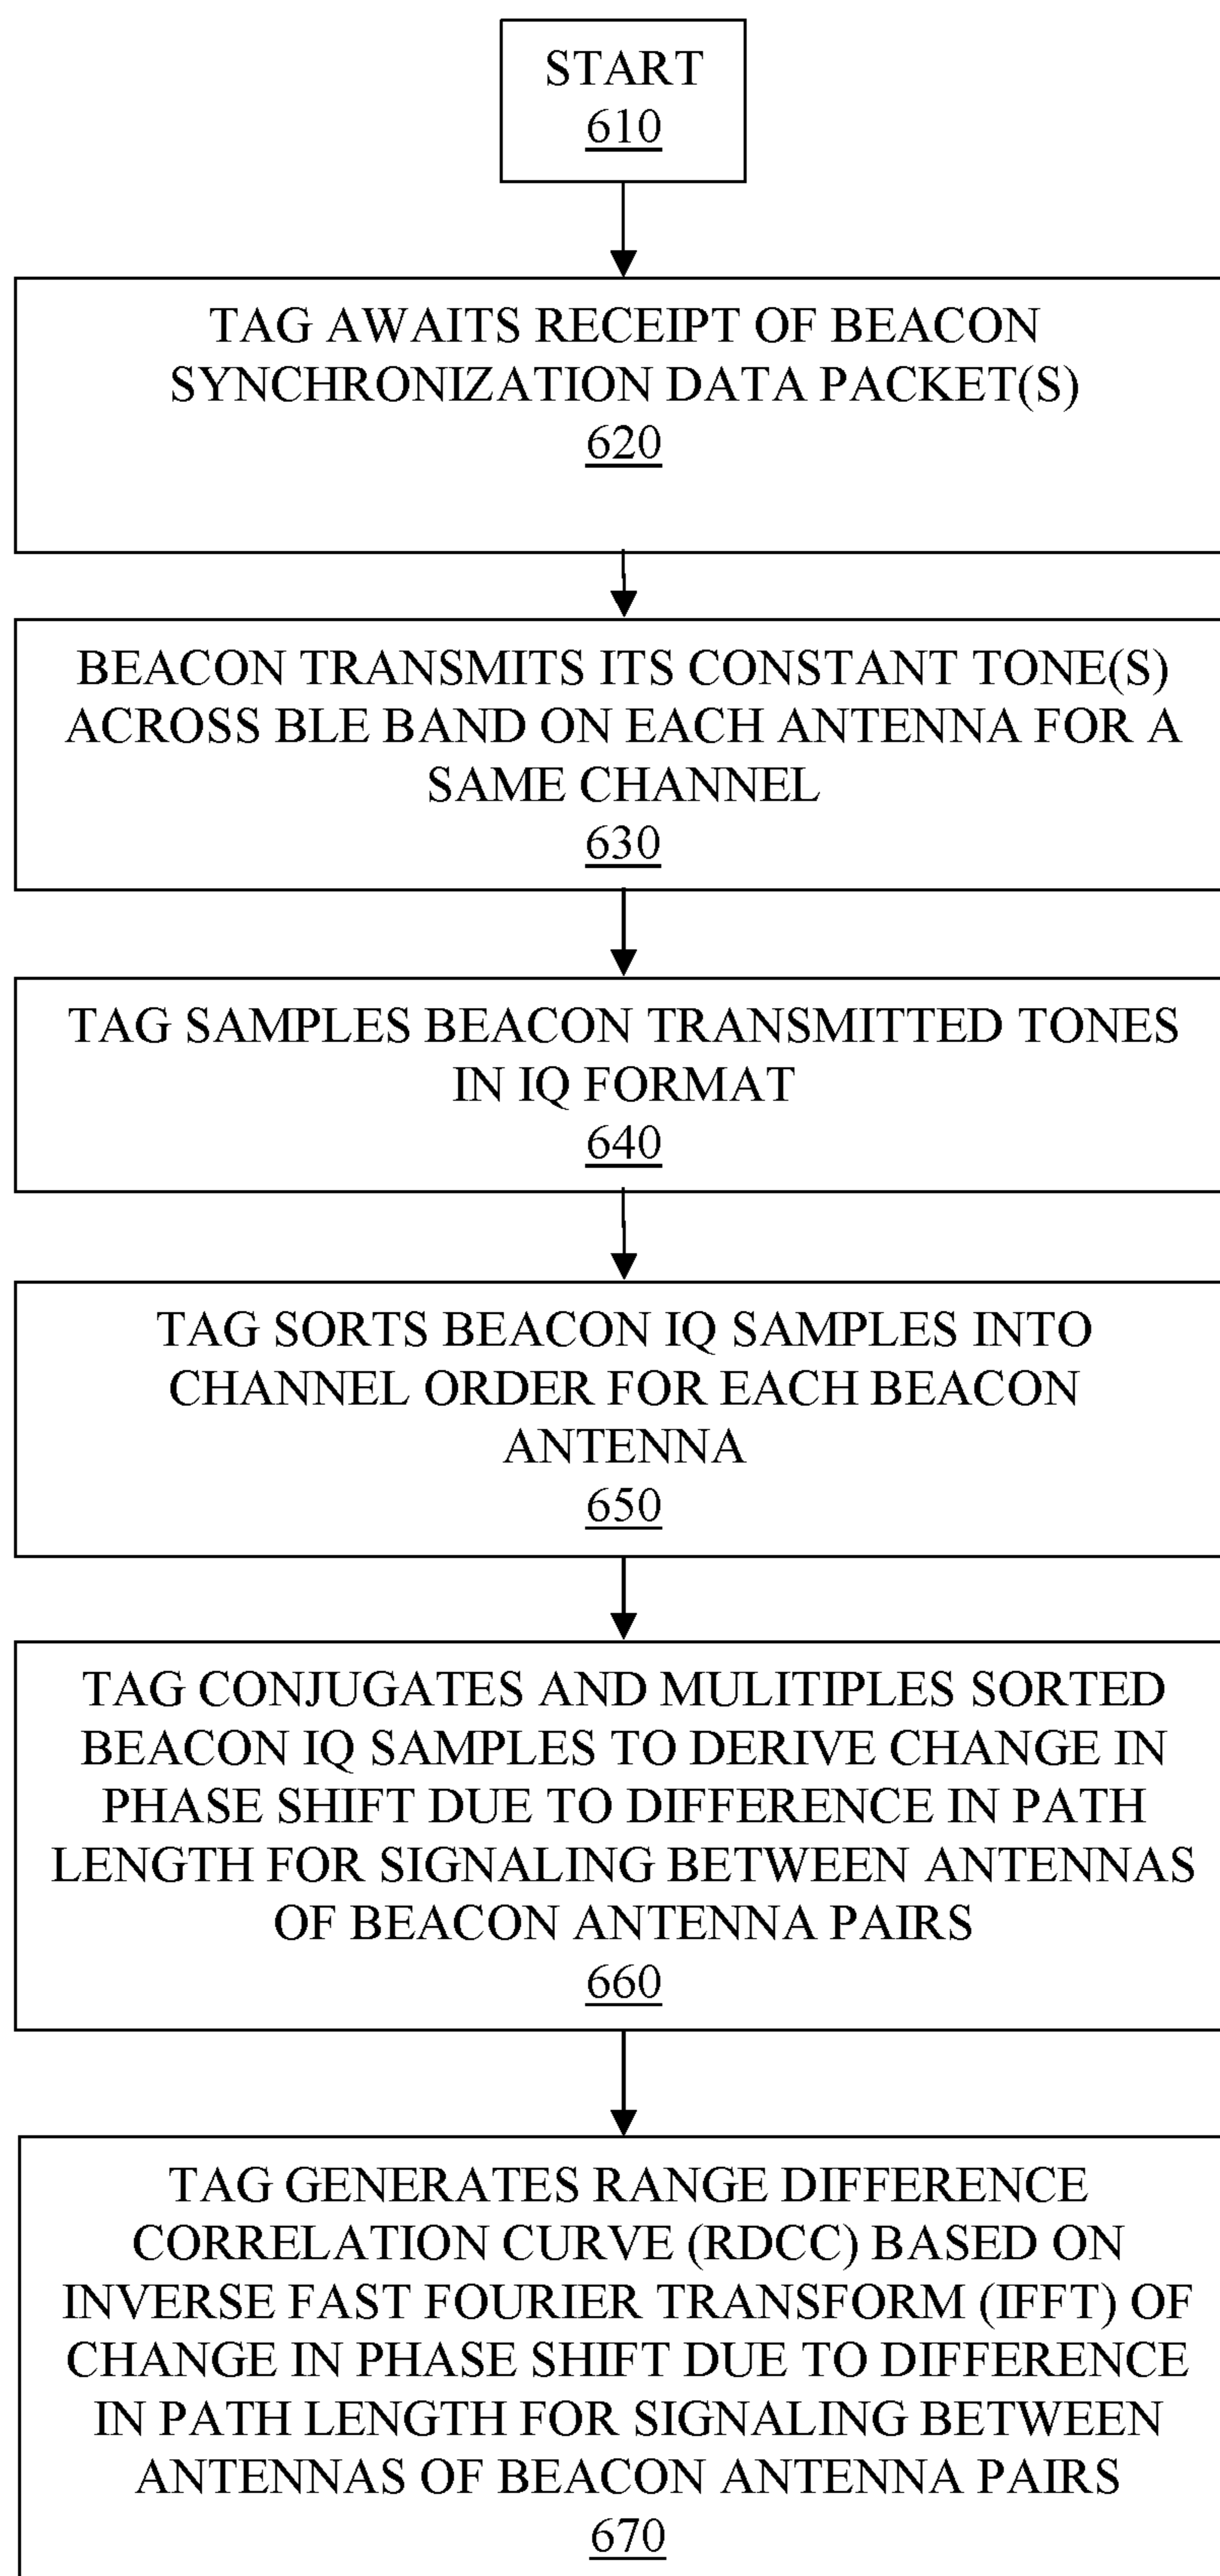 START
610
TAG AWAITS RECEIPT OF BEACON
SYNCHRONIZATION DATA PACKET(S)
620
BEACON TRANSMITS ITS CONSTANT TONE(S)
ACROSS BLE BAND ON EACH ANTENNA FOR A
SAME CHANNEL
630
TAG SAMPLES BEACON TRANSMITTED TONES
IN IQ FORMAT
640
TAG SORTS BEACON IQ SAMPLES INTO
CHANNEL ORDER FOR EACH BEACON
ANTENNA
650
TAG CONJUGATES AND MULITIPLES SORTED
BEACON IQ SAMPLES TO DERIVE CHANGE IN
PHASE SHIFT DUE TO DIFFERENCE IN PATH
LENGTH FOR SIGNALING BETWEEN ANTENNAS
OF BEACON ANTENNA PAIRS
660
TAG GENERATES RANGE DIFFERENCE
CORRELATION CURVE (RDCC) BASED ON
INVERSE FAST FOURIER TRANSFORM (IFFT) OF
CHANGE IN PHASE SHIFT DUE TO DIFFERENCE
IN PATH LENGTH FOR SIGNALING BETWEEN
ANTENNAS OF BEACON ANTENNA PAIRS
670